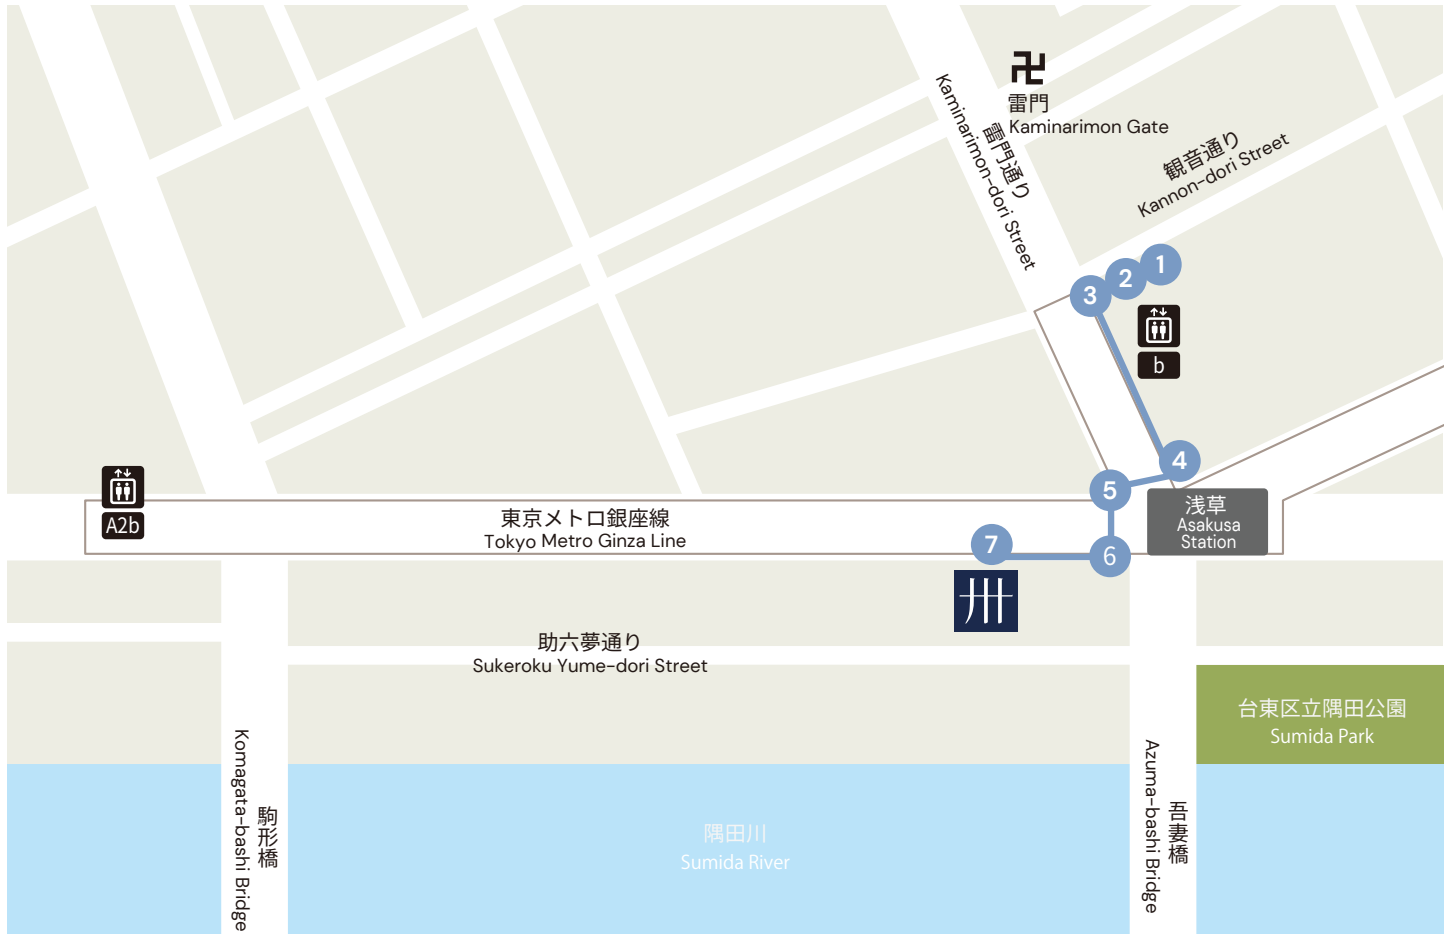 卍
雷門
Kaminarimon Gate
雷門通り
Kaminarimon-dori Street
観音通り
Kannon-dori Street
1
2
3
b
4
5
浅草
Asakusa
Station
A2b
東京メトロ銀座線
Tokyo Metro Ginza Line
7
6
卅
助六夢通り
Sukeroku Yume-dori Street
台東区立隅田公園
Sumida Park
駒形橋
Komagata-bashi Bridge
吾妻橋
Azuma-bashi Bridge
隅田川
Sumida River